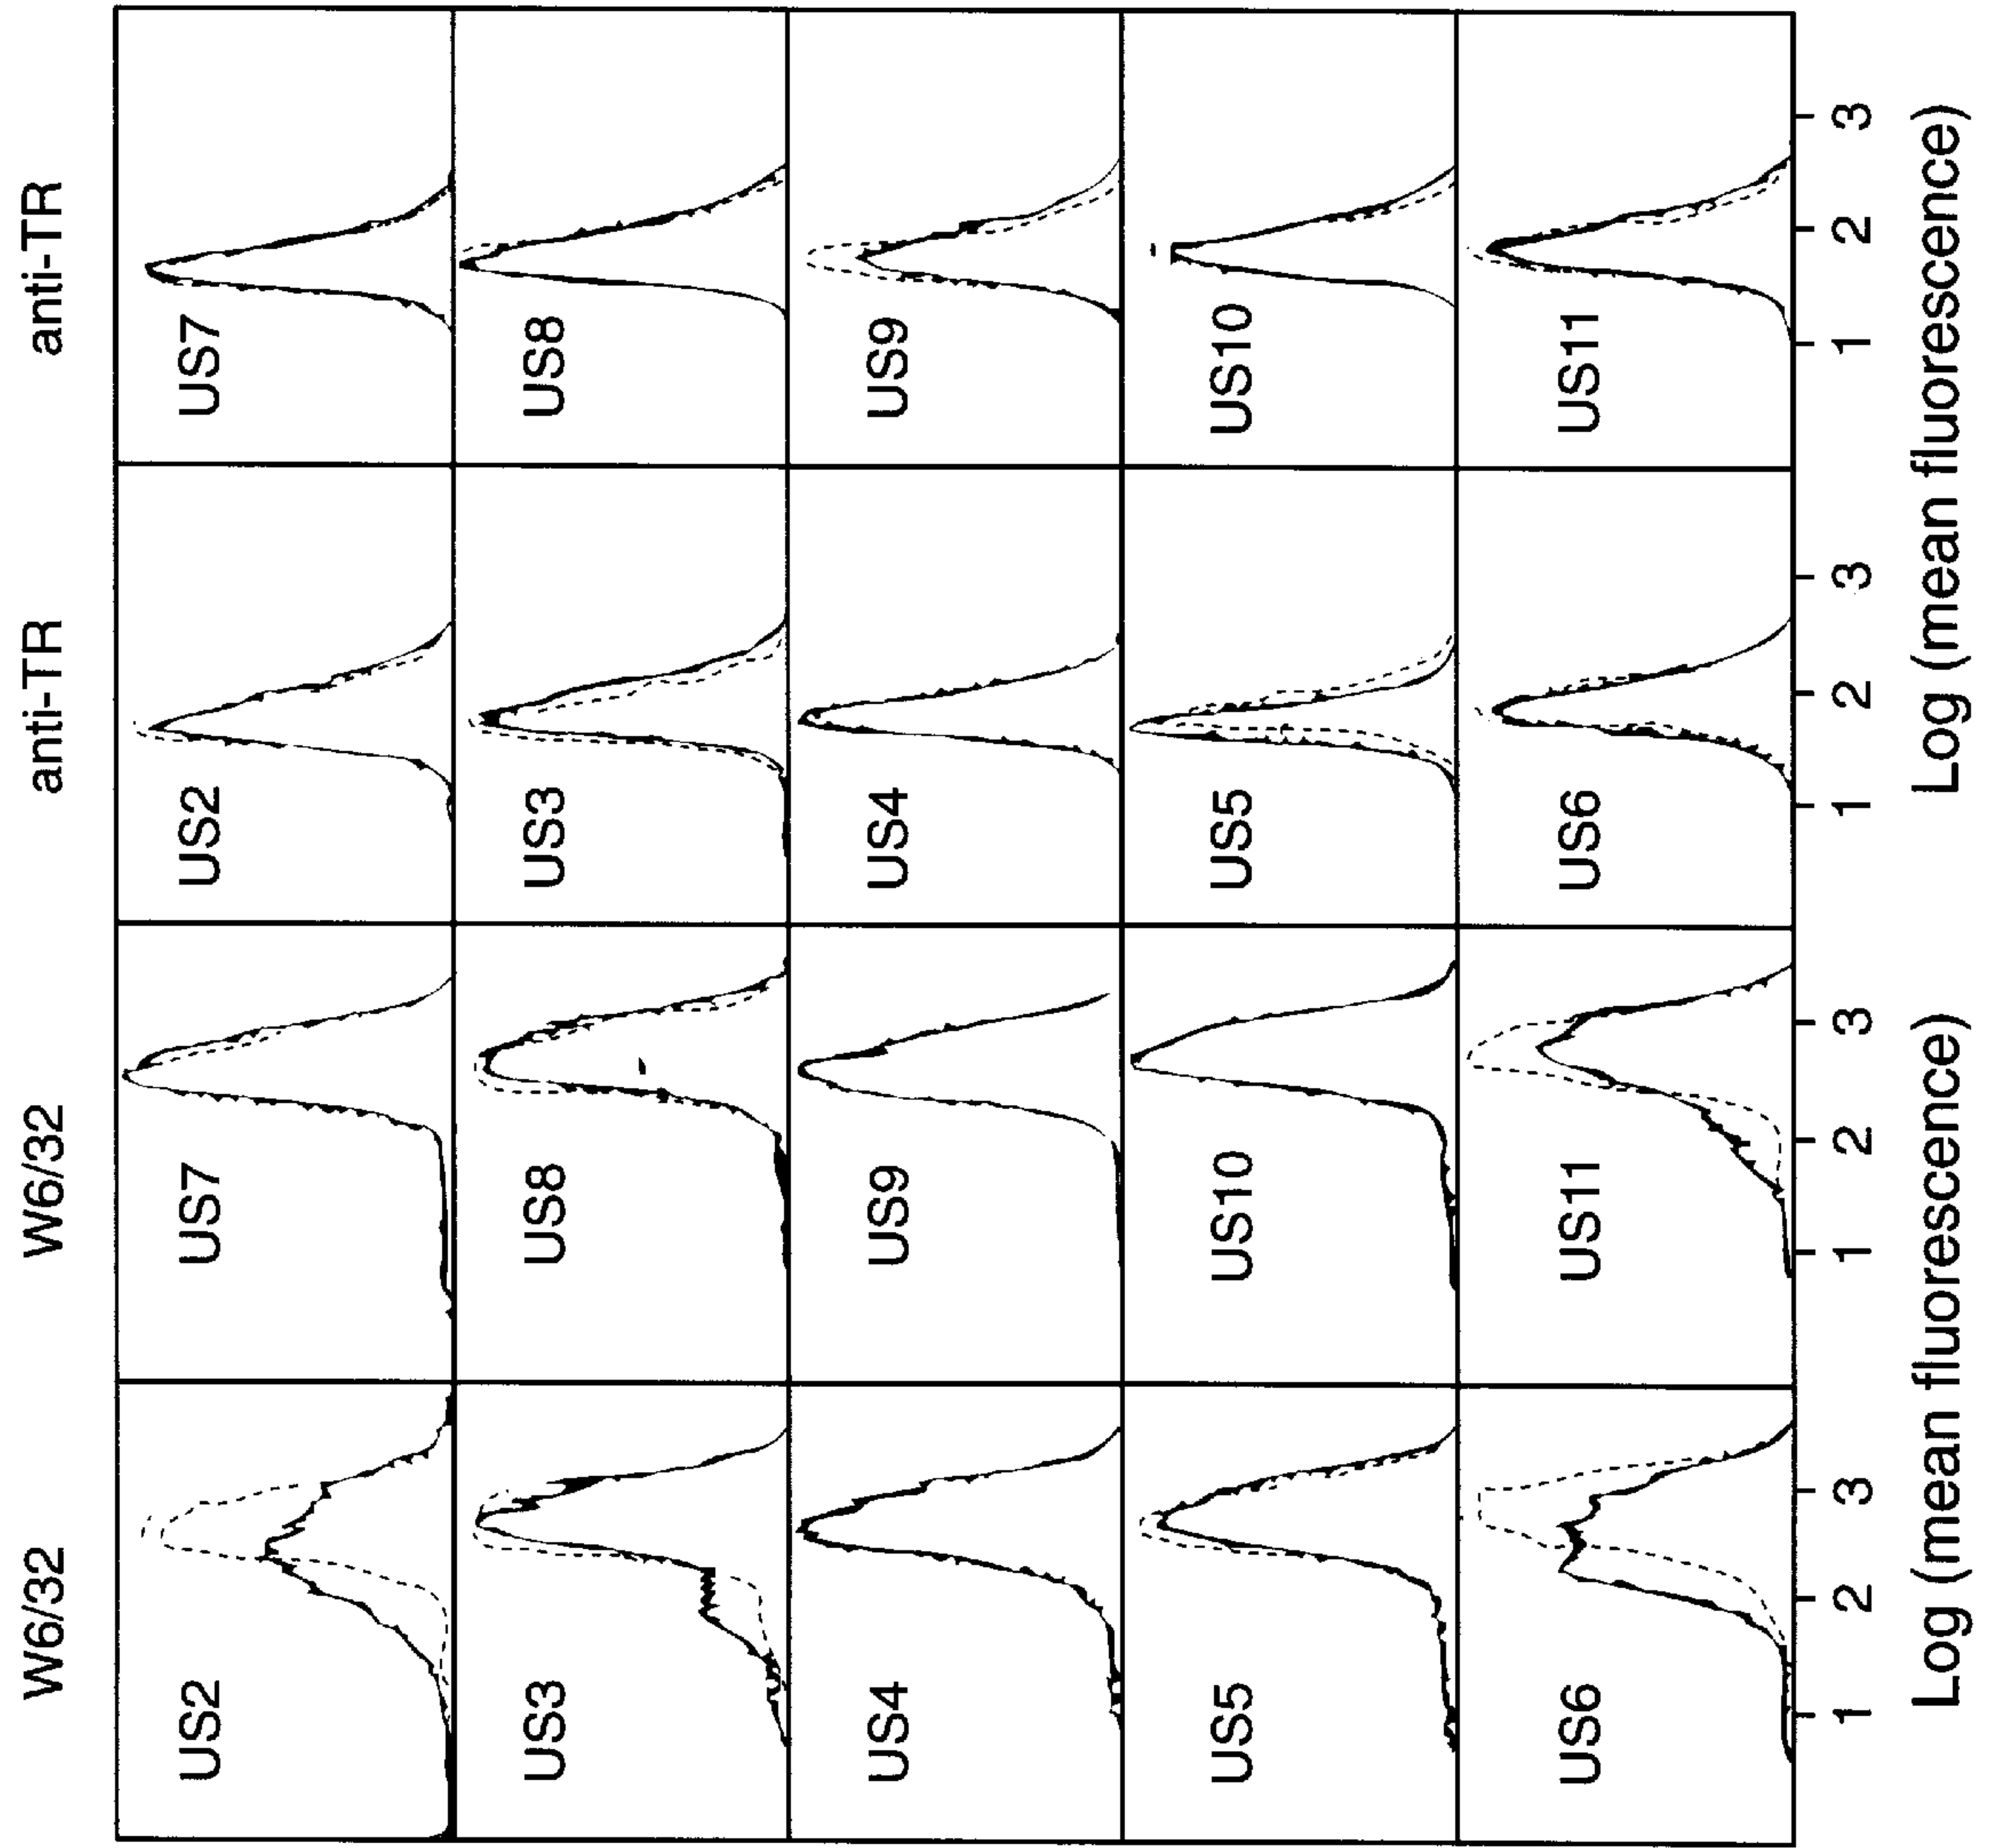 W6/32 W6/32 anti-TR anti-TR
US2 US7 US2 US7
US3 US8 US3 US8
US4 US9 US4 US9
US5 US10 US5 US10
US6 US11 US6 US11
1 2 3 1 2 3 1 2 3 1 2 3
Log (mean fluorescence) Log (mean fluorescence)